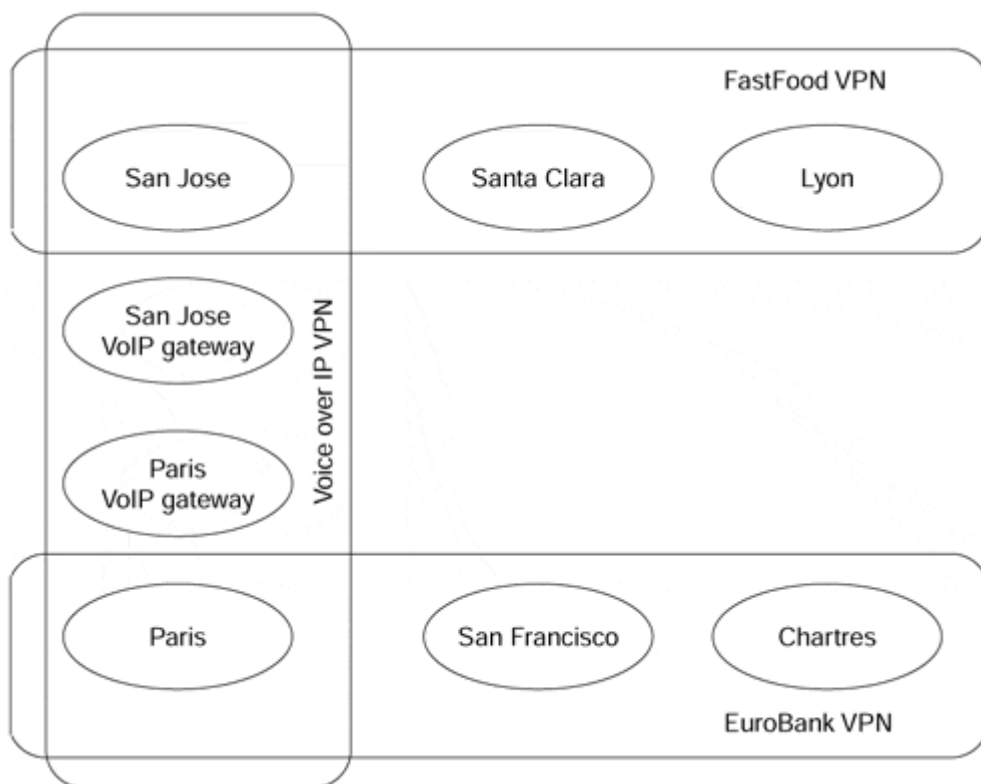 FastFood VPN
San Jose
Santa Clara
Lyon
San Jose
VoIP gateway
Voice over IP VPN
Paris
VoIP gateway
Paris
San Francisco
Chartres
EuroBank VPN